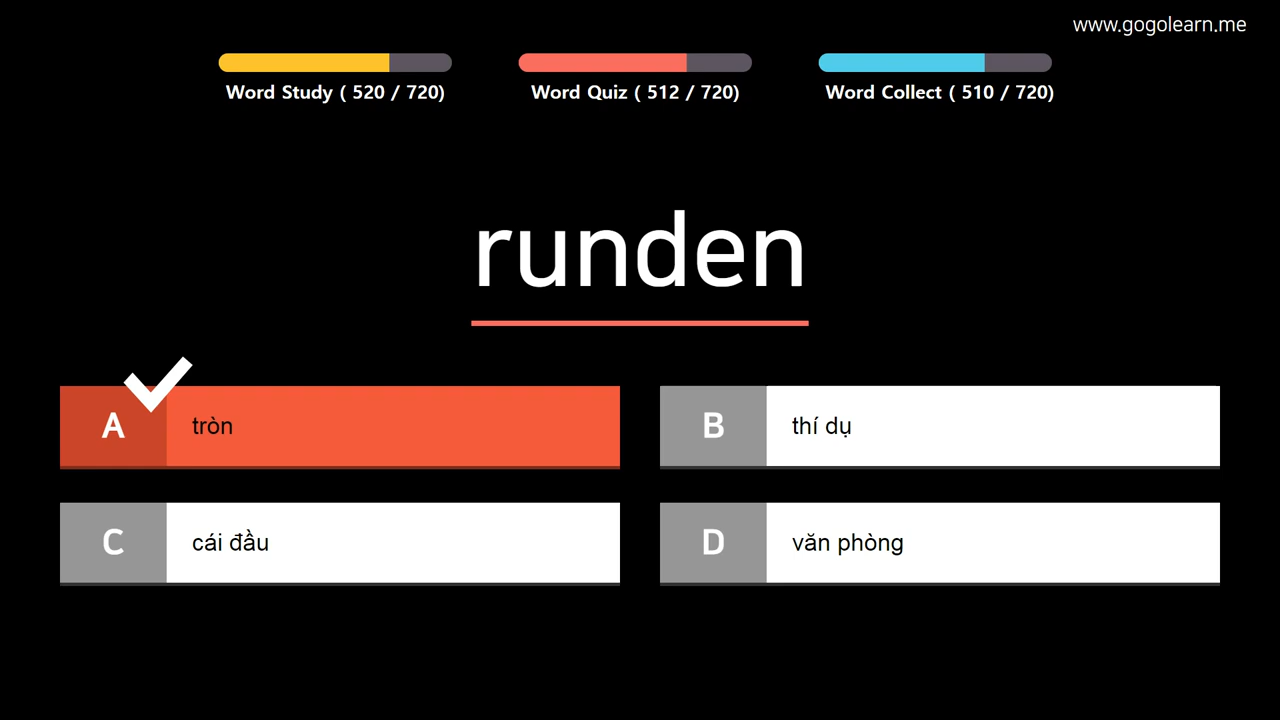 www.gogolearn.me
Word Study ( 520 / 720)
Word Quiz ( 512 / 720)
Word Collect ( 510 / 720)
runden
A tròn
B thí dụ
C cái đầu
D văn phòng